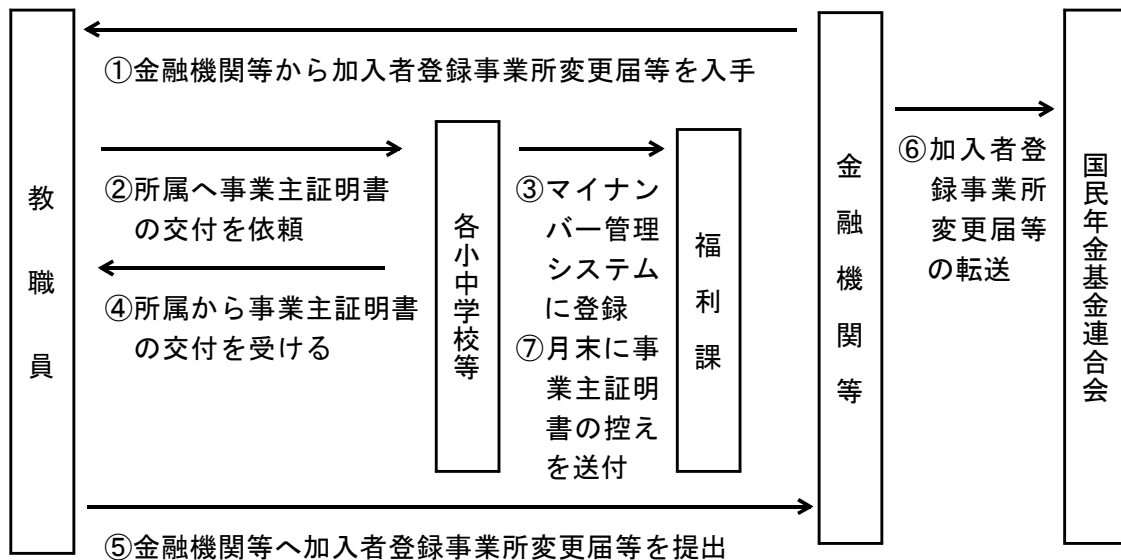 ①金融機関等から加入者登録事業所変更届等を入手
教職員
②所属へ事業主証明書
の交付を依頼
④所属から事業主証明書
の交付を受ける
各小中学校等
③マイナン
バー管理
システム
に登録
⑦月末に事
業主証明
書の控え
を送付
福利課
金融機関等
⑥加入者登
録事業所
変更届等
の転送
国民年金基金連合会
⑤金融機関等へ加入者登録事業所変更届等を提出